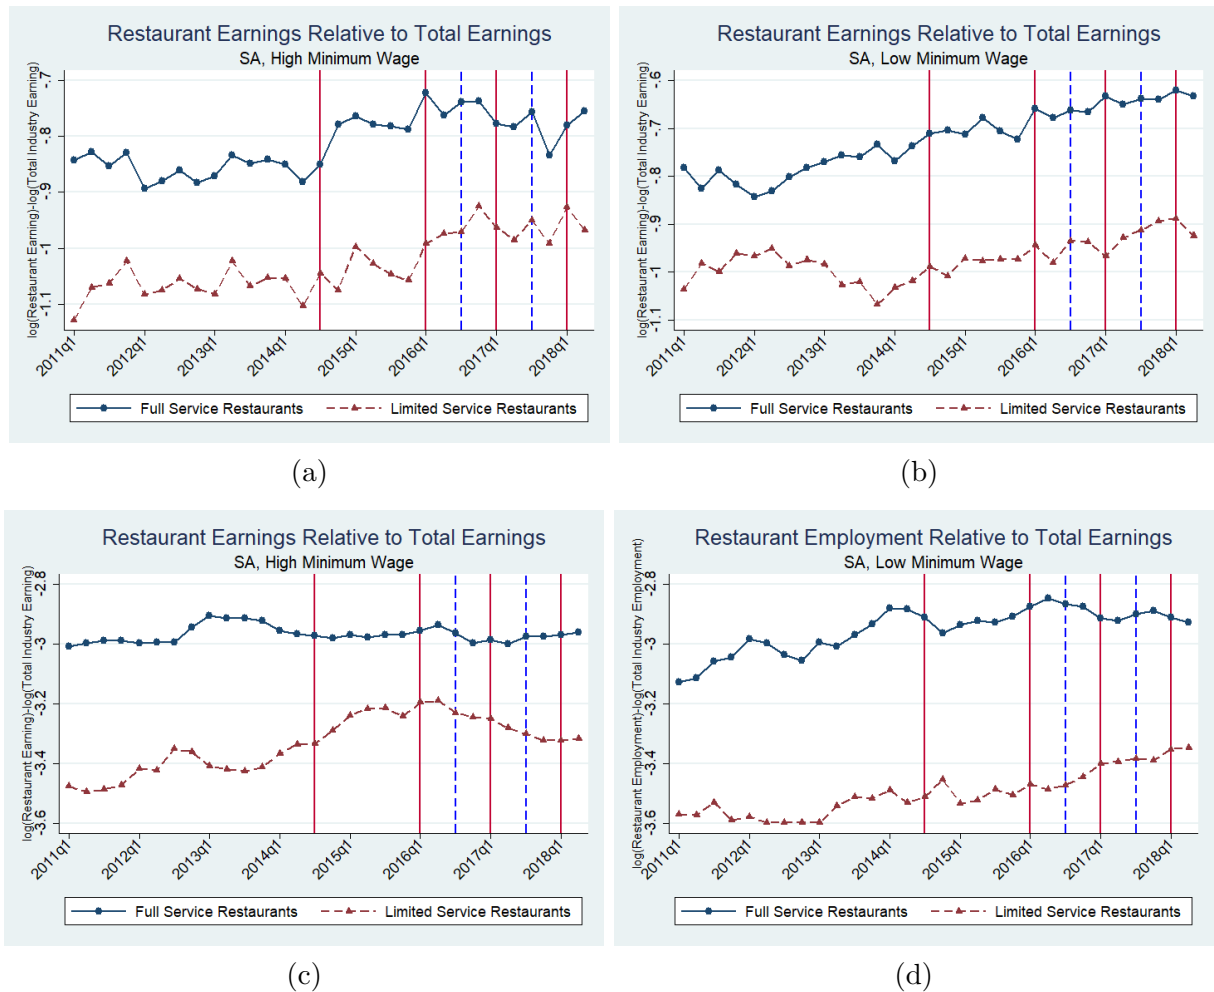 Restaurant Earnings Relative to Total Earnings
SA, High Minimum Wage
log(Restaurant Earning)-log(Total Industry Earning)
-.7
-.8
-.9
-1
-1.1
2011q1
2012q1
2013q1
2014q1
2015q1
2016q1
2017q1
2018q1
Full Service Restaurants
Limited Service Restaurants
(a)
Restaurant Earnings Relative to Total Earnings
SA, Low Minimum Wage
log(Restaurant Earning)-log(Total Industry Earning)
-.6
-.7
-.8
-.9
-1
-1.1
2011q1
2012q1
2013q1
2014q1
2015q1
2016q1
2017q1
2018q1
Full Service Restaurants
Limited Service Restaurants
(b)
Restaurant Earnings Relative to Total Earnings
SA, High Minimum Wage
log(Restaurant Earning)-log(Total Industry Earning)
-2.8
-3
-3.2
-3.4
-3.6
2011q1
2012q1
2013q1
2014q1
2015q1
2016q1
2017q1
2018q1
Full Service Restaurants
Limited Service Restaurants
(c)
Restaurant Employment Relative to Total Earnings
SA, Low Minimum Wage
log(Restaurant Employment)-log(Total Industry Employment)
-2.8
-3
-3.2
-3.4
-3.6
2011q1
2012q1
2013q1
2014q1
2015q1
2016q1
2017q1
2018q1
Full Service Restaurants
Limited Service Restaurants
(d)